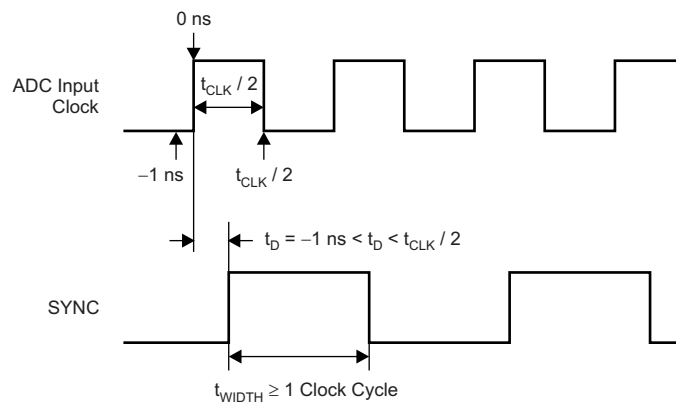 0 ns
ADC Input
Clock
t_CLK / 2
−1 ns
t_CLK / 2
t_D = −1 ns < t_D < t_CLK / 2
SYNC
t_WIDTH ≥ 1 Clock Cycle